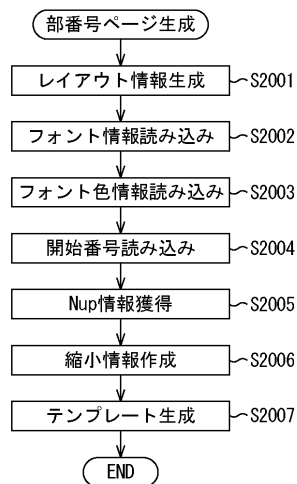 部番号ページ生成
レイアウト情報生成 S2001
フォント情報読み込み S2002
フォント色情報読み込み S2003
開始番号読み込み S2004
Nup情報獲得 S2005
縮小情報作成 S2006
テンプレート生成 S2007
END